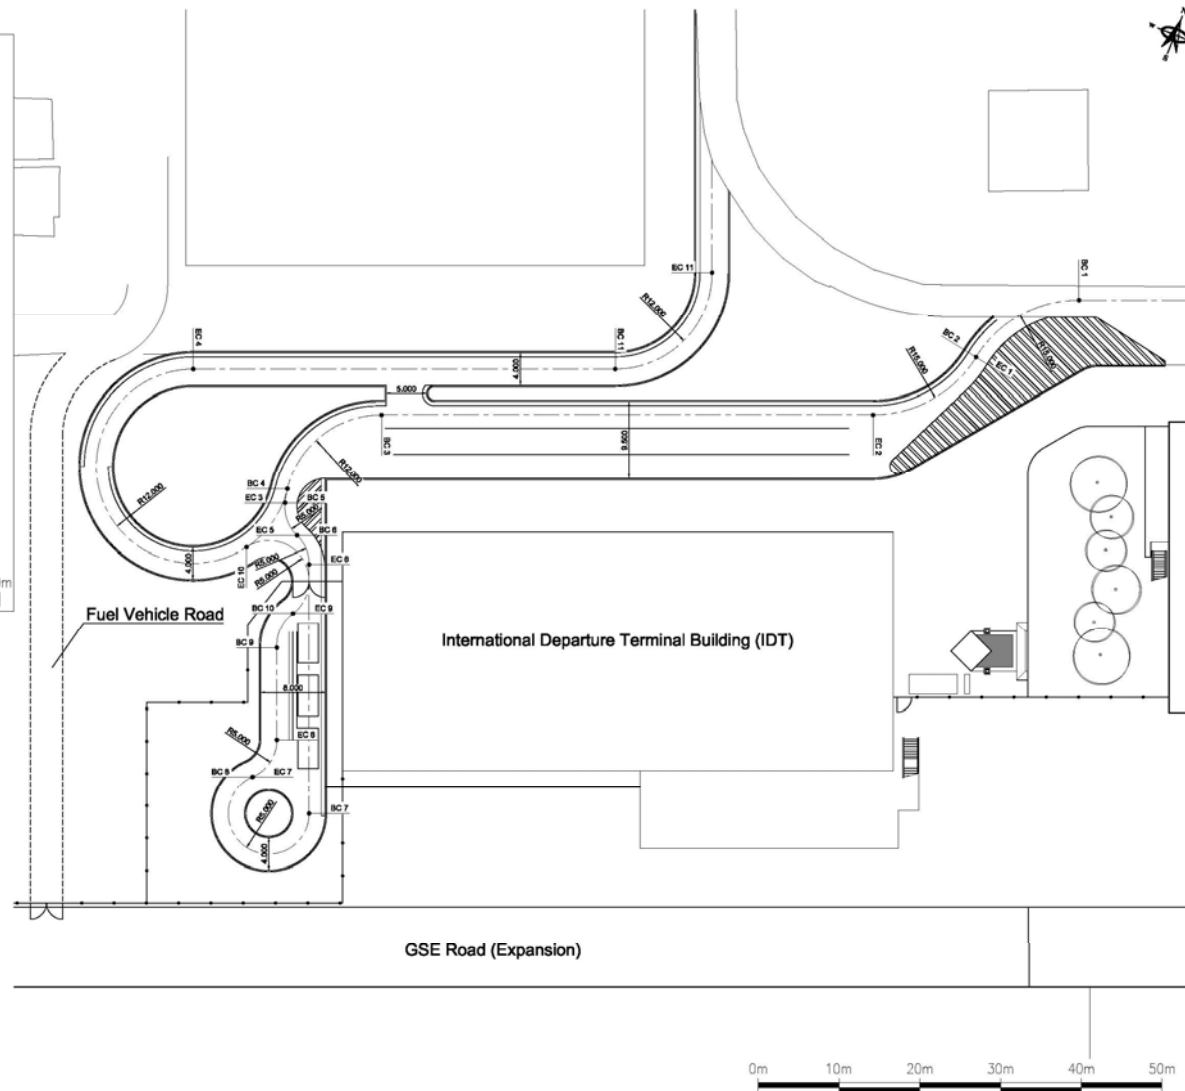 N
S
EC 11
BC 1
R12.000
BC 2
EC 4
BC 11
R15.000
R15.000
EC 1
4.000
5.000
9.500
BC 3
EC 2
R12.000
BC 4
EC 3
BC 5
R12.000
R5.000
EC 5
BC 6
4.000
R5.000
EC 6
R5.000
EC 10
m
BC 10
EC 9
Fuel Vehicle Road
BC 9
International Departure Terminal Building (IDT)
8.000
R5.000
EC 8
BC 8
EC 7
BC 7
R5.000
4.000
GSE Road (Expansion)
0m
10m
20m
30m
40m
50m